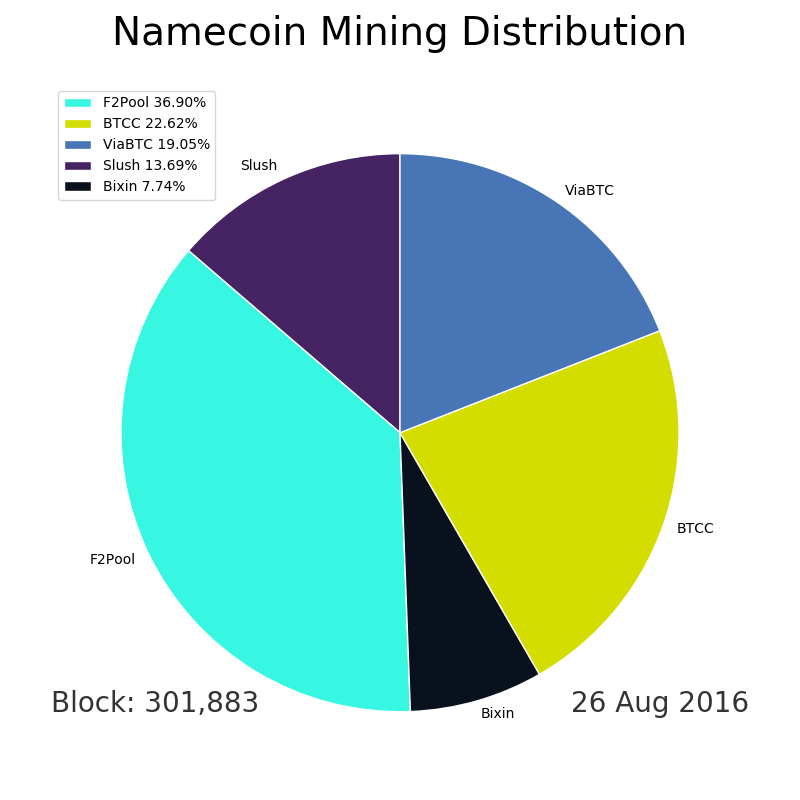 Namecoin Mining Distribution
F2Pool 36.90%
BTCC 22.62%
ViaBTC 19.05%
Slush 13.69%
Bixin 7.74%
Slush
ViaBTC
BTCC
F2Pool
Bixin
Block: 301,883
26 Aug 2016